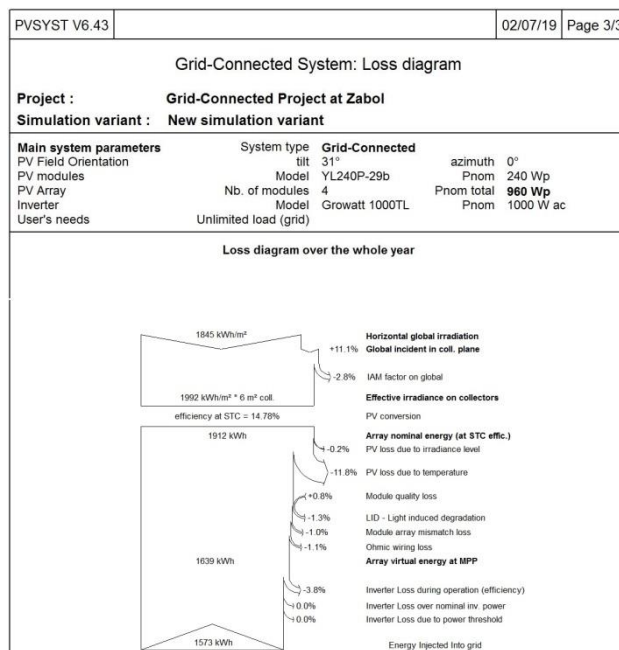 PVSYST V6.43 02/07/19 Page 3/3
Grid-Connected System: Loss diagram
Project : Grid-Connected Project at Zabol
Simulation variant : New simulation variant
Main system parameters System type Grid-Connected
PV Field Orientation tilt 31° azimuth 0°
PV modules Model YL240P-29b Pnom 240 Wp
PV Array Nb. of modules 4 Pnom total 960 Wp
Inverter Model Growatt 1000TL Pnom 1000 W ac
User's needs Unlimited load (grid)
Loss diagram over the whole year
1845 kWh/m² Horizontal global irradiation
+11.1% Global incident in coll. plane
-2.8% IAM factor on global
1992 kWh/m² * 6 m² coll. Effective irradiance on collectors
efficiency at STC = 14.78% PV conversion
1912 kWh Array nominal energy (at STC effic.)
-0.2% PV loss due to irradiance level
-11.8% PV loss due to temperature
+0.8% Module quality loss
-1.3% LID - Light induced degradation
-1.0% Module array mismatch loss
-1.1% Ohmic wiring loss
1639 kWh Array virtual energy at MPP
-3.8% Inverter Loss during operation (efficiency)
0.0% Inverter Loss over nominal inv. power
0.0% Inverter Loss due to power threshold
1573 kWh Energy Injected Into grid